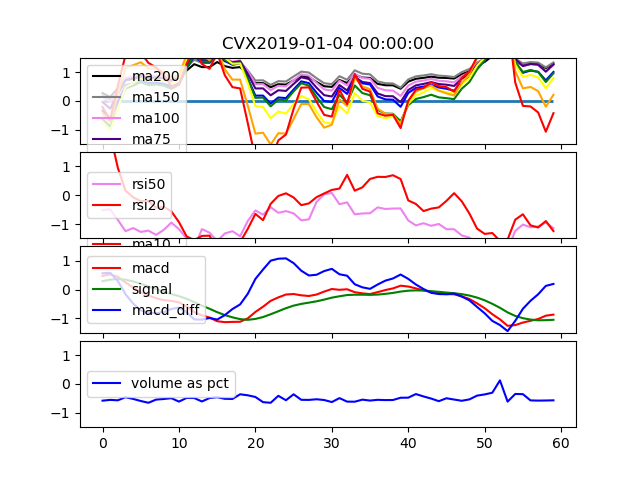 CVX2019-01-04 00:00:00
1
0
−1
ma200
ma150
ma100
ma75
1
0
−1
rsi50
rsi20
ma10
1
0
−1
macd
signal
macd_diff
1
0
−1
volume as pct
0 10 20 30 40 50 60